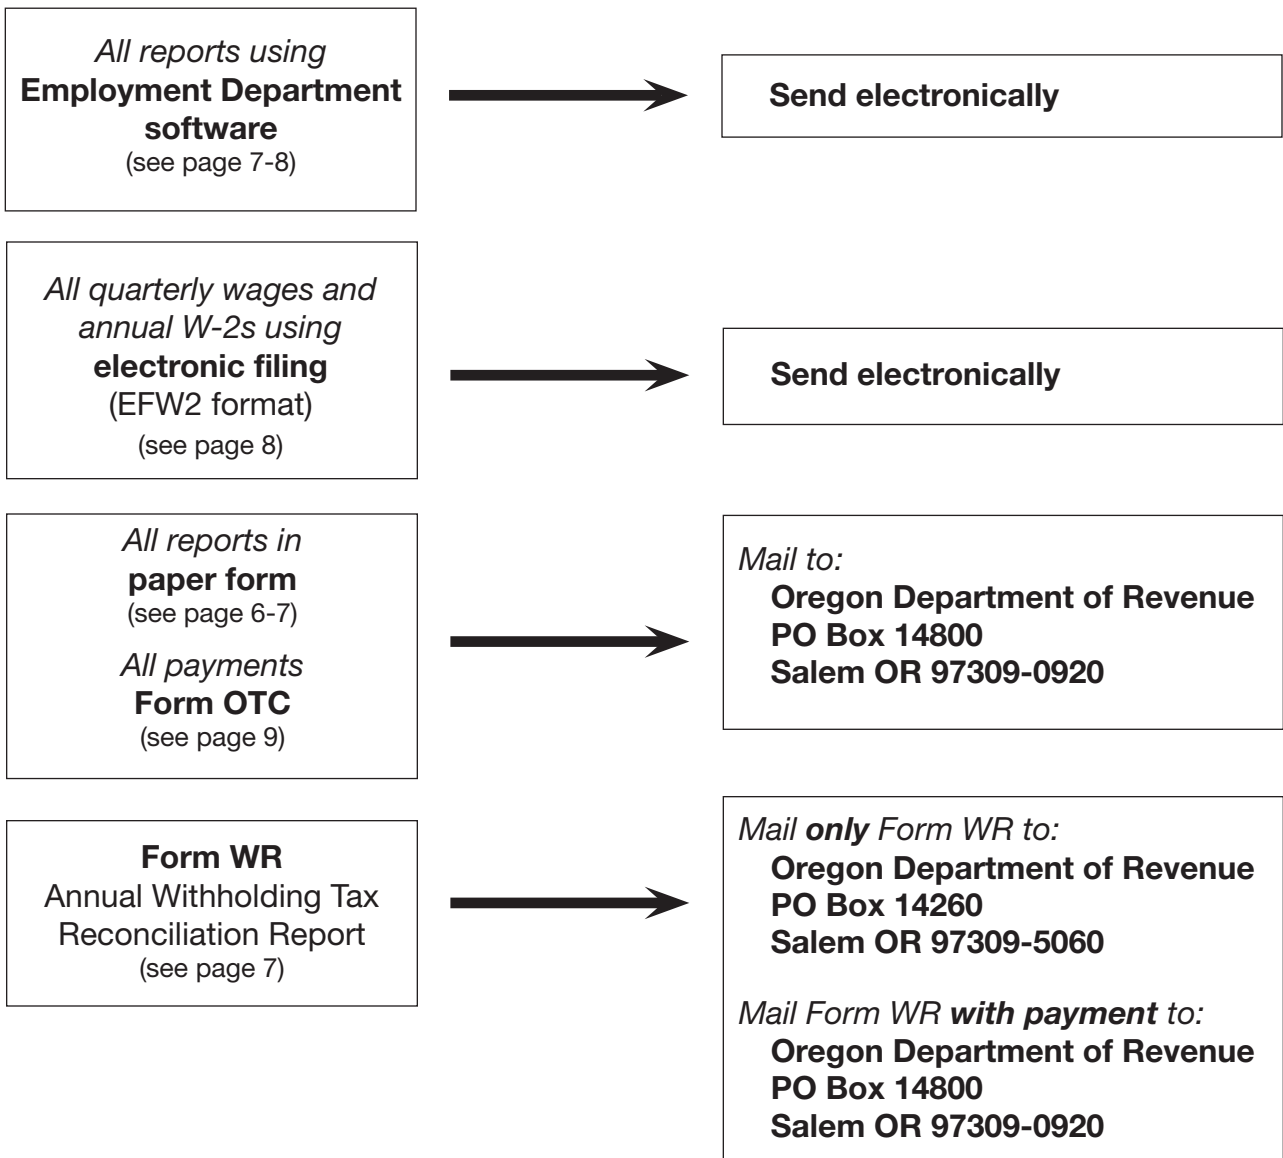 All reports using
Employment Department
software
(see page 7-8)
Send electronically
All quarterly wages and
annual W-2s using
electronic filing
(EFW2 format)
(see page 8)
Send electronically
All reports in
paper form
(see page 6-7)
All payments
Form OTC
(see page 9)
Mail to:
Oregon Department of Revenue
PO Box 14800
Salem OR 97309-0920
Form WR
Annual Withholding Tax
Reconciliation Report
(see page 7)
Mail only Form WR to:
Oregon Department of Revenue
PO Box 14260
Salem OR 97309-5060
Mail Form WR with payment to:
Oregon Department of Revenue
PO Box 14800
Salem OR 97309-0920